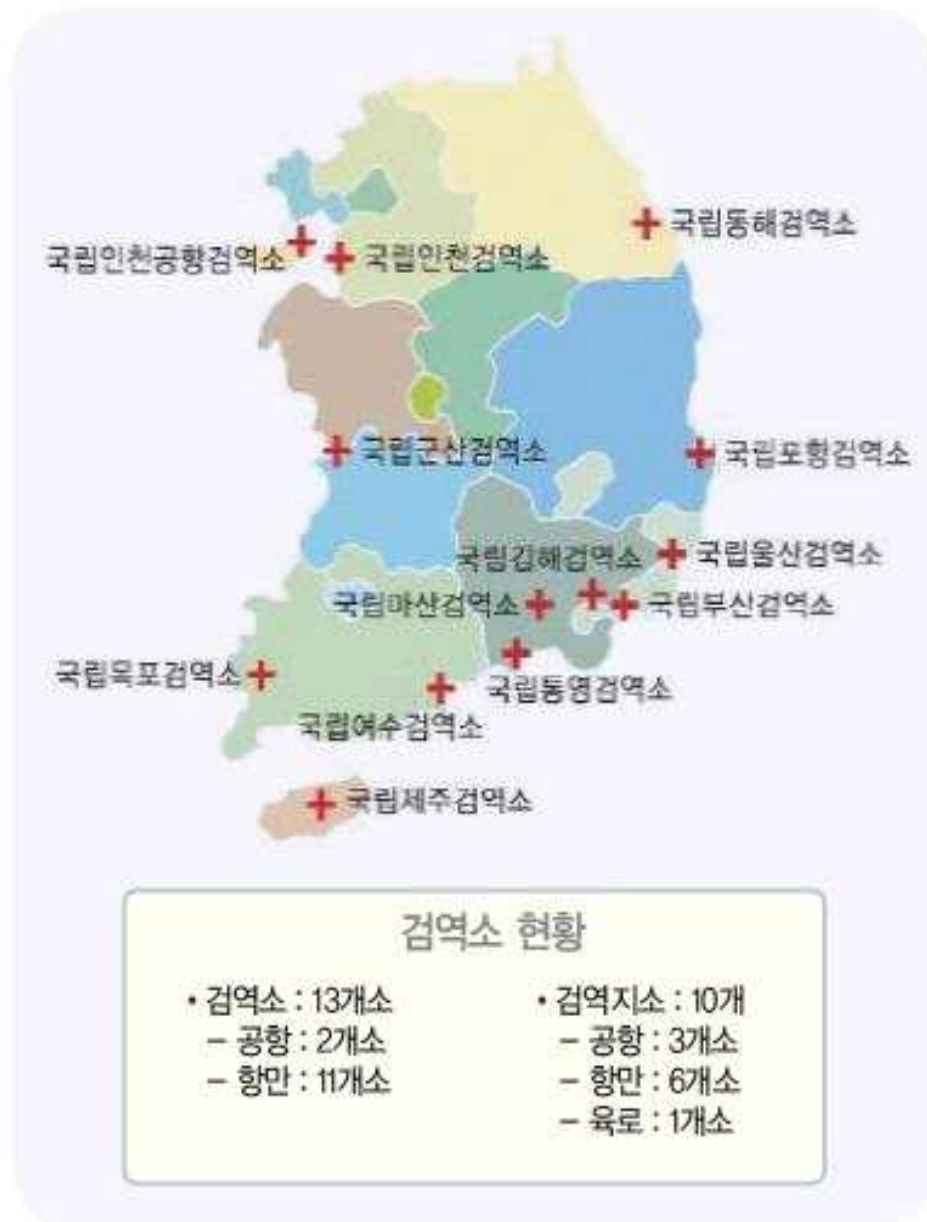 국립동해검역소
국립인천공항검역소
국립인천검역소
국립군산검역소
국립포항검역소
국립김해검역소
국립울산검역소
국립마산검역소
국립부산검역소
국립목포검역소
국립통영검역소
국립여수검역소
국립제주검역소
검역소 현황
• 검역소 : 13개소
– 공항 : 2개소
– 항만 : 11개소
• 검역지소 : 10개
– 공항 : 3개소
– 항만 : 6개소
– 육로 : 1개소